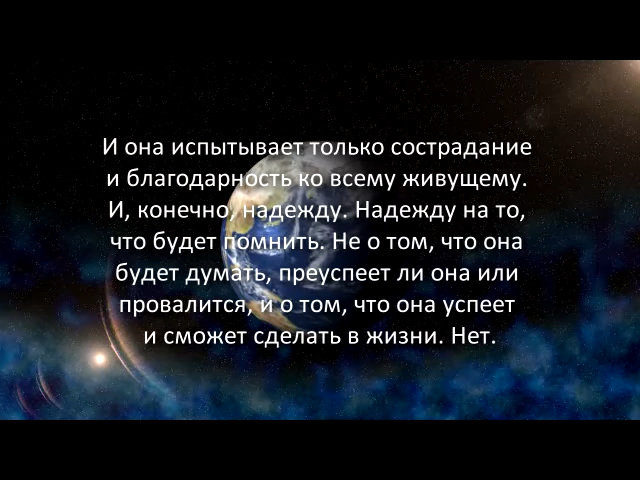 И она испытывает только сострадание
и благодарность ко всему живущему.
И, конечно, надежду. Надежду на то,
что будет помнить. Не о том, что она
будет думать, преуспеет ли она или
провалится, и о том, что она успеет
и сможет сделать в жизни. Нет.